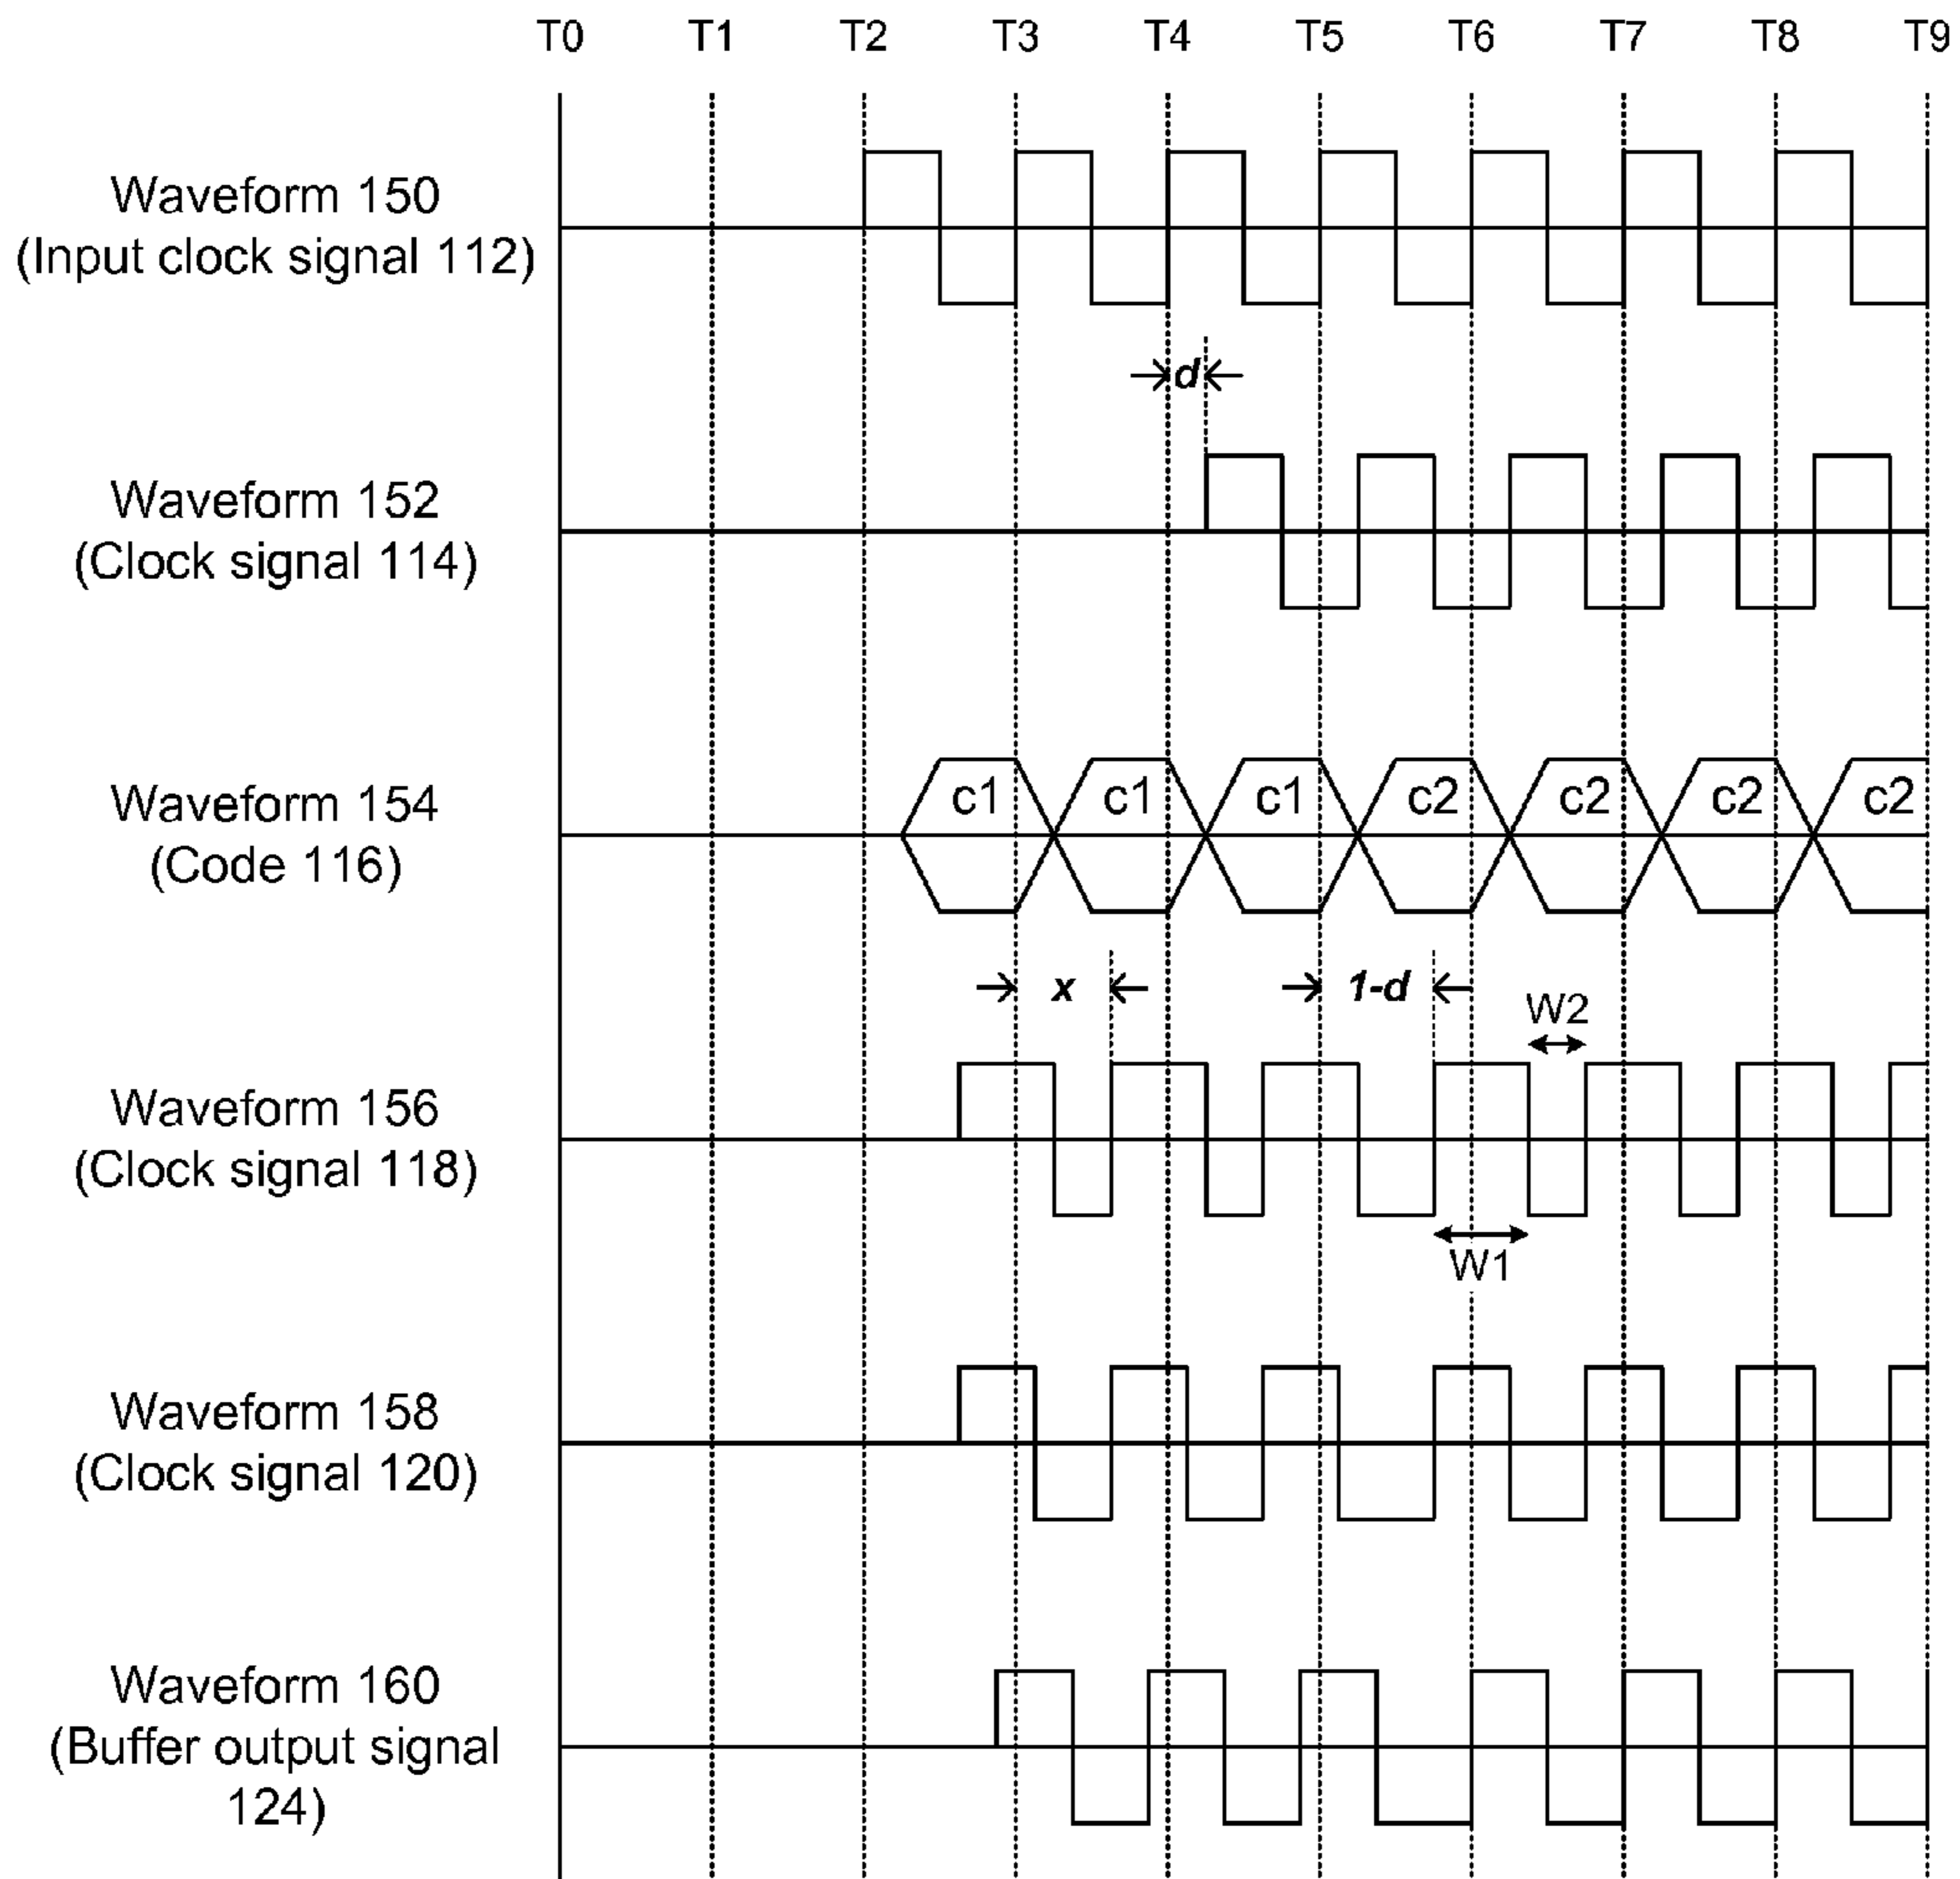 T0 T1 T2 T3 T4 T5 T6 T7 T8 T9
Waveform 150
(Input clock signal 112)
d
Waveform 152
(Clock signal 114)
Waveform 154
(Code 116)
c1 c1 c1 c2 c2 c2 c2
x 1-d
W2
Waveform 156
(Clock signal 118)
W1
Waveform 158
(Clock signal 120)
Waveform 160
(Buffer output signal
124)